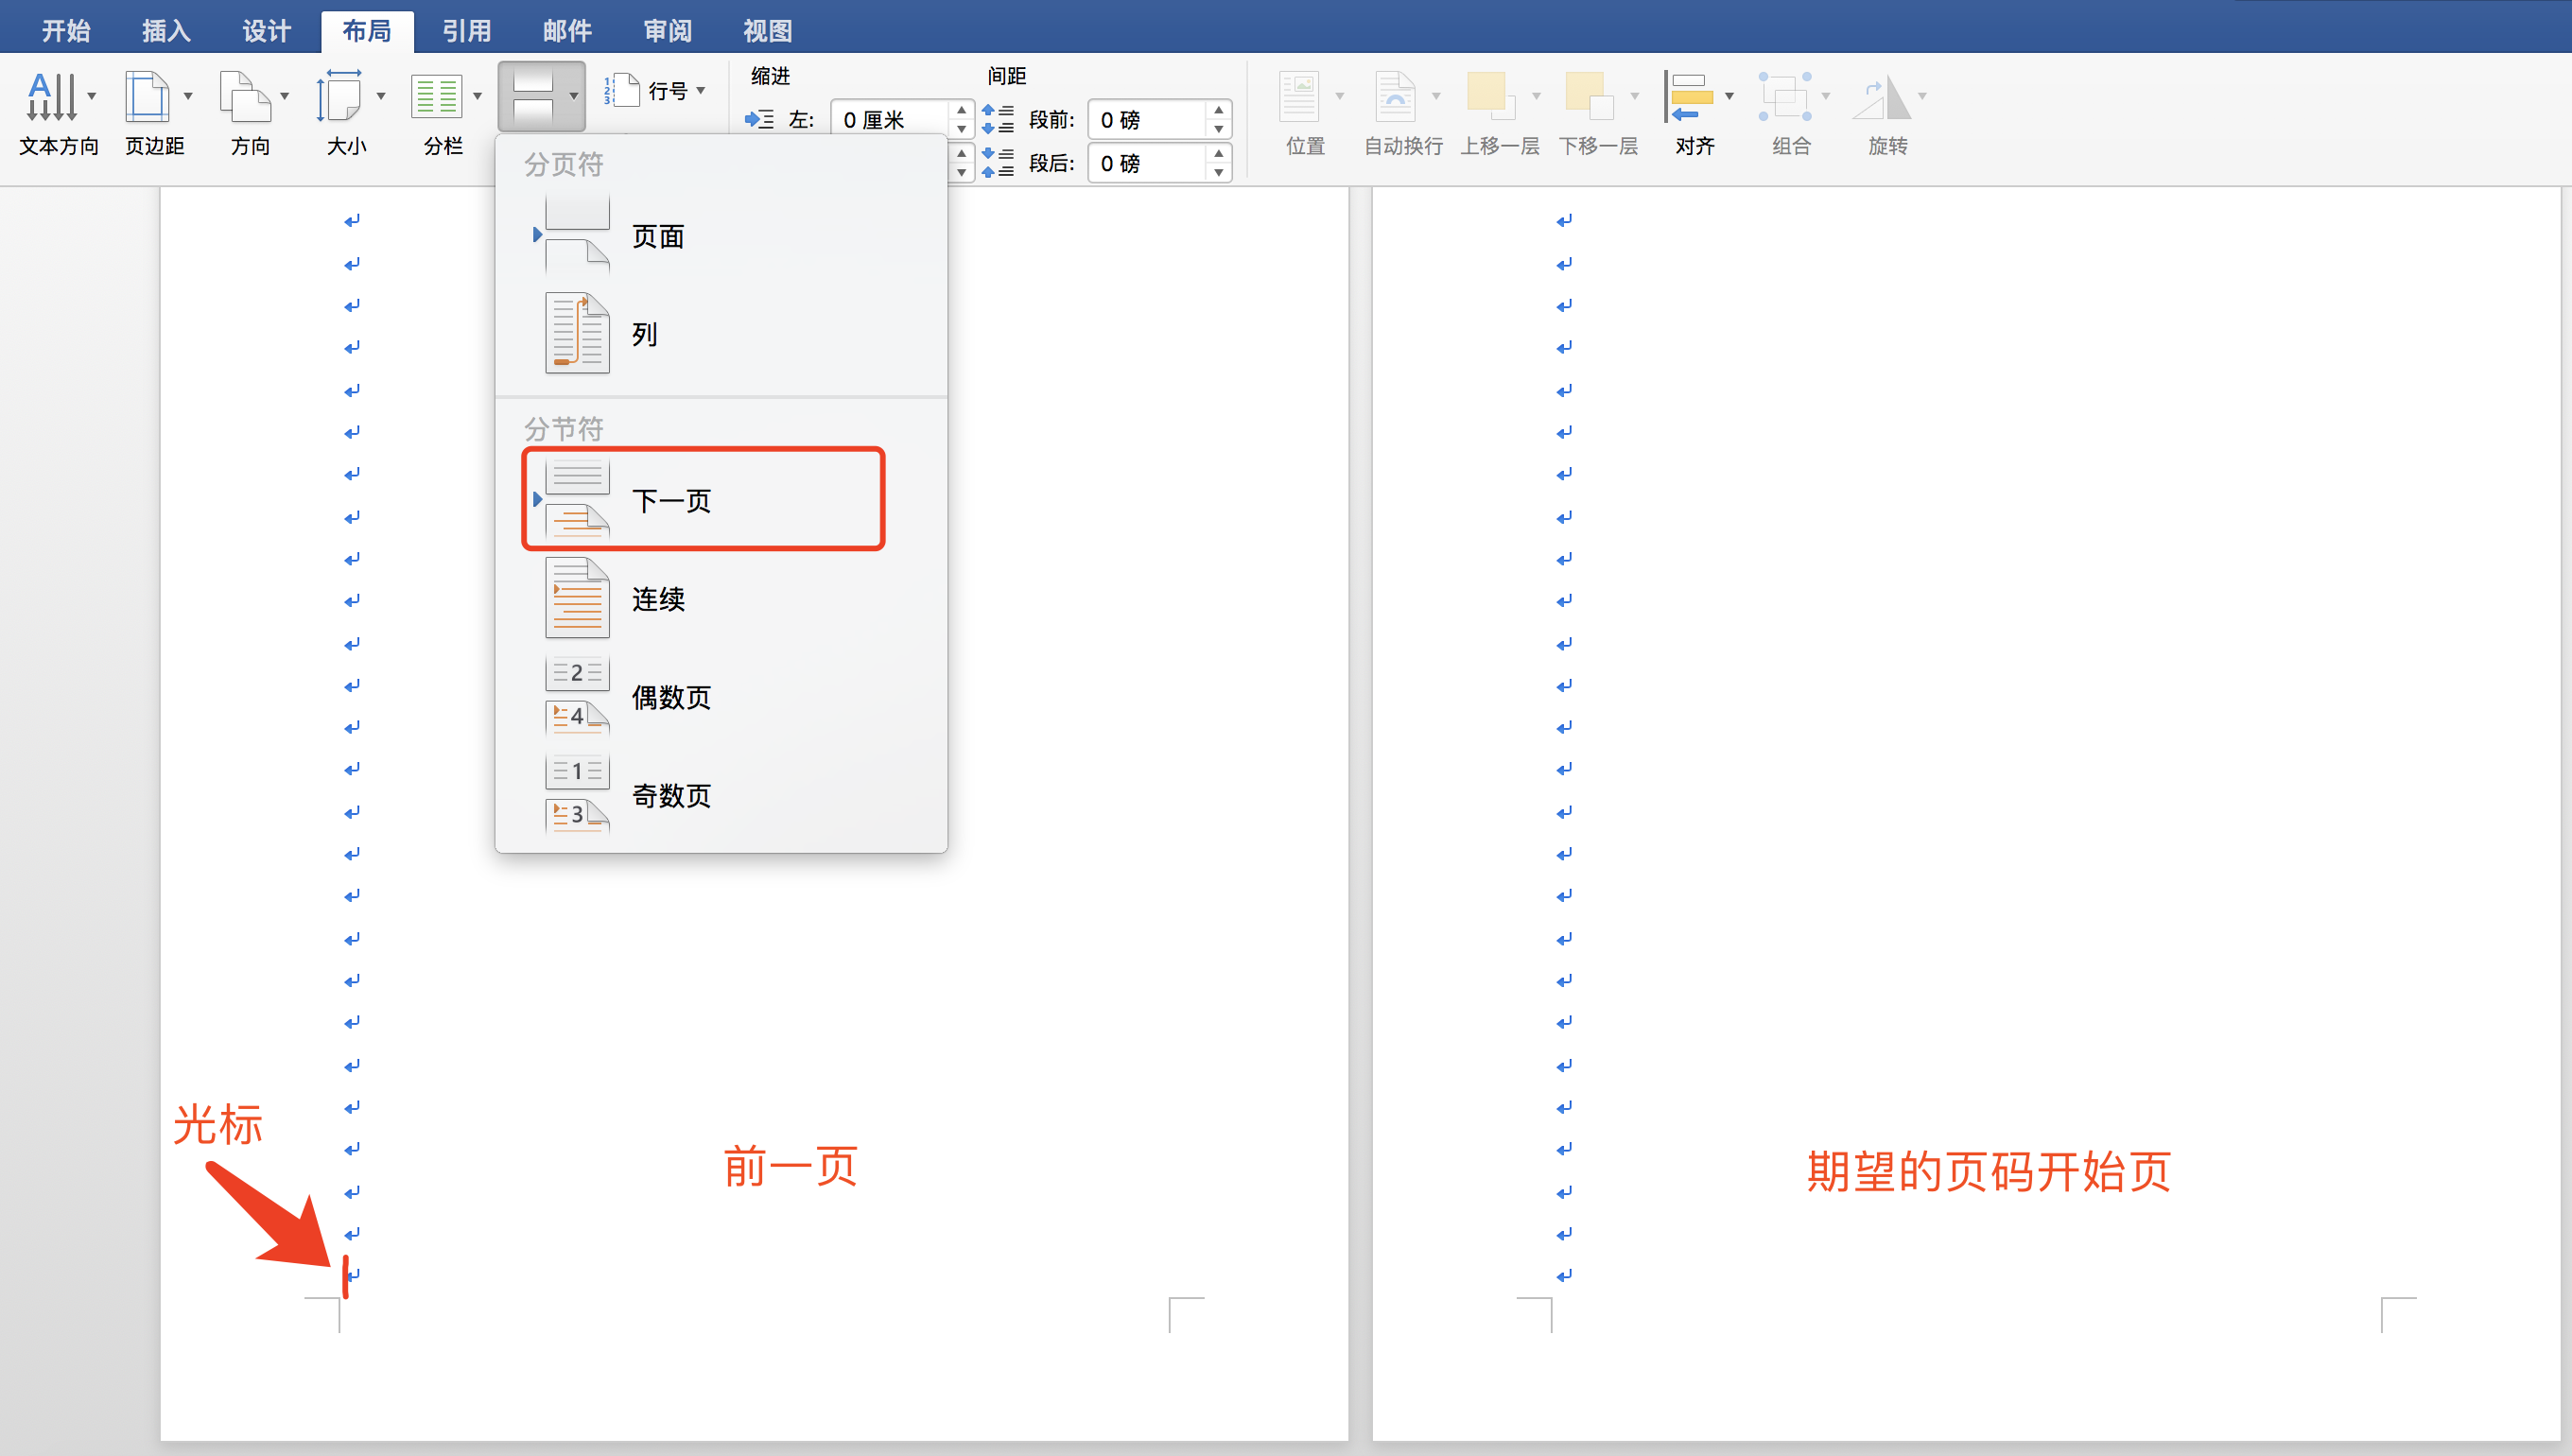 开始 插入 设计 布局 引用 邮件 审阅 视图
文本方向 页边距 方向 大小 分栏
行号
缩进
左: 0 厘米
间距
段前: 0 磅
段后: 0 磅
位置 自动换行 上移一层 下移一层 对齐 组合 旋转
分页符
页面
列
分节符
下一页
连续
2
4
偶数页
1
3
奇数页
光标
前一页
期望的页码开始页